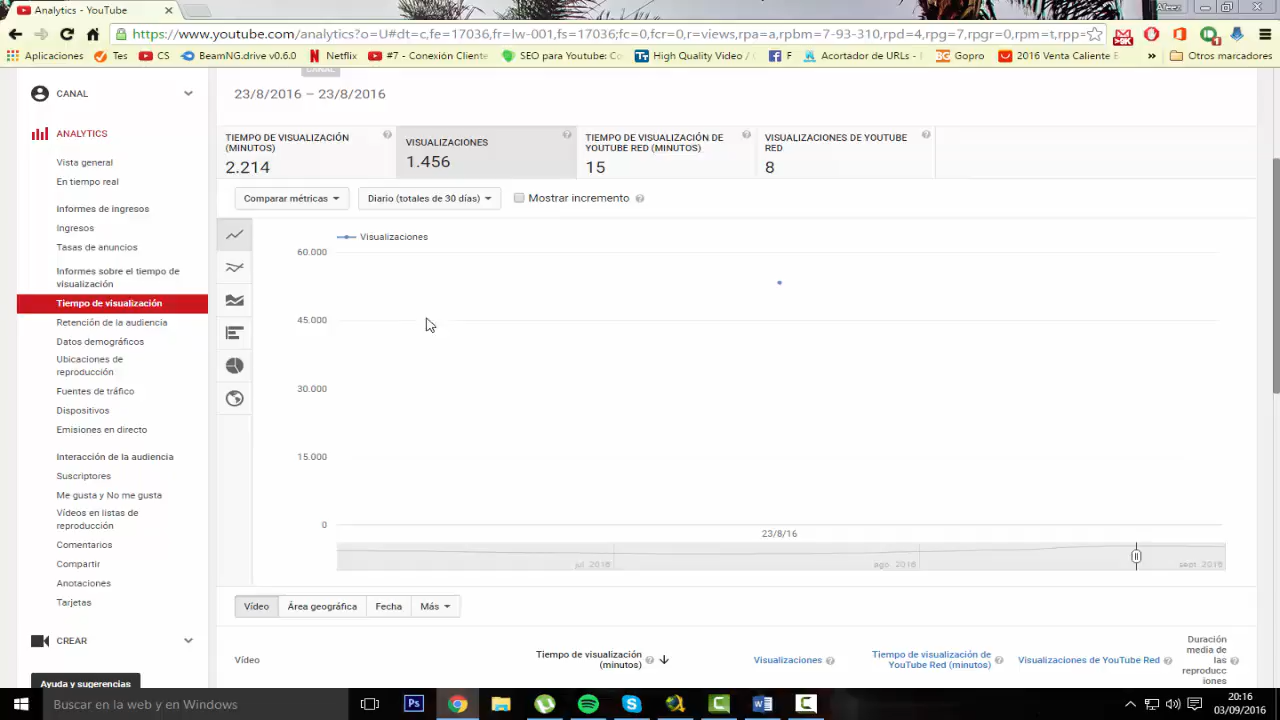 Analytics - YouTube
https://www.youtube.com/analytics?o=U#dt=c,fe=17036,fr=lw-001,fs=17036;fc=0,fcr=0,r=views,rpa=a,rpbm=7-93-310,rpd=4,rpg=7,rpgr=0,rpm=t,rpp=
Aplicaciones Tes CS BeamNG.drive v0.6.0 Netflix #7 - Conexión Cliente SEO para Youtube: Co High Quality Video / F Acortador de URLs - Gopro 2016 Venta Caliente E » Otros marcadores
CANAL
CANAL
23/8/2016 – 23/8/2016
ANALYTICS
Vista general
En tiempo real
Informes de ingresos
Ingresos
Tasas de anuncios
Informes sobre el tiempo de
visualización
Tiempo de visualización
Retención de la audiencia
Datos demográficos
Ubicaciones de
reproducción
Fuentes de tráfico
Dispositivos
Emisiones en directo
Interacción de la audiencia
Suscriptores
Me gusta y No me gusta
Vídeos en listas de
reproducción
Comentarios
Compartir
Anotaciones
Tarjetas
CREAR
Ayuda y sugerencias
TIEMPO DE VISUALIZACIÓN
(MINUTOS)
2.214
VISUALIZACIONES
1.456
TIEMPO DE VISUALIZACIÓN DE
YOUTUBE RED (MINUTOS)
15
VISUALIZACIONES DE YOUTUBE
RED
8
Comparar métricas
Diario (totales de 30 días)
Mostrar incremento
Visualizaciones
60.000
45.000
30.000
15.000
0
23/8/16
jul. 2016 ago. 2016 sept. 2016
Vídeo Área geográfica Fecha Más
Vídeo
Tiempo de visualización
(minutos)
Visualizaciones
Tiempo de visualización de
YouTube Red (minutos)
Visualizaciones de YouTube Red
Duración
media de
las
reproducc
iones
Buscar en la web y en Windows
20:16
03/09/2016